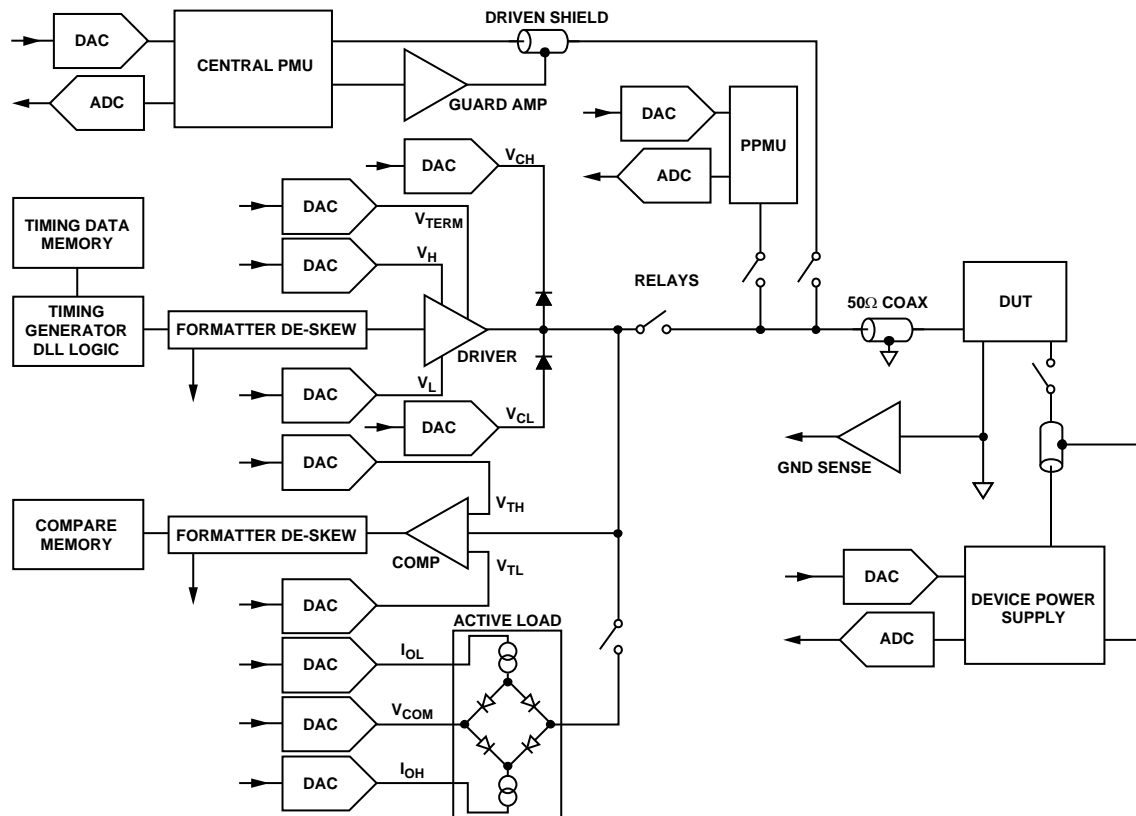 DRIVEN SHIELD
DAC
CENTRAL PMU
ADC
GUARD AMP
DAC
PPMU
ADC
DAC
VCH
DAC
VTERM
TIMING DATA
MEMORY
DAC
VH
RELAYS
50Ω COAX
DUT
TIMING
GENERATOR
DLL LOGIC
FORMATTER DE-SKEW
DRIVER
DAC
VL
DAC
VCL
GND SENSE
DAC
VTH
COMPARE
MEMORY
FORMATTER DE-SKEW
COMP
VTL
DAC
DAC
DEVICE POWER
SUPPLY
ADC
ACTIVE LOAD
DAC
IOL
DAC
VCOM
DAC
IOH